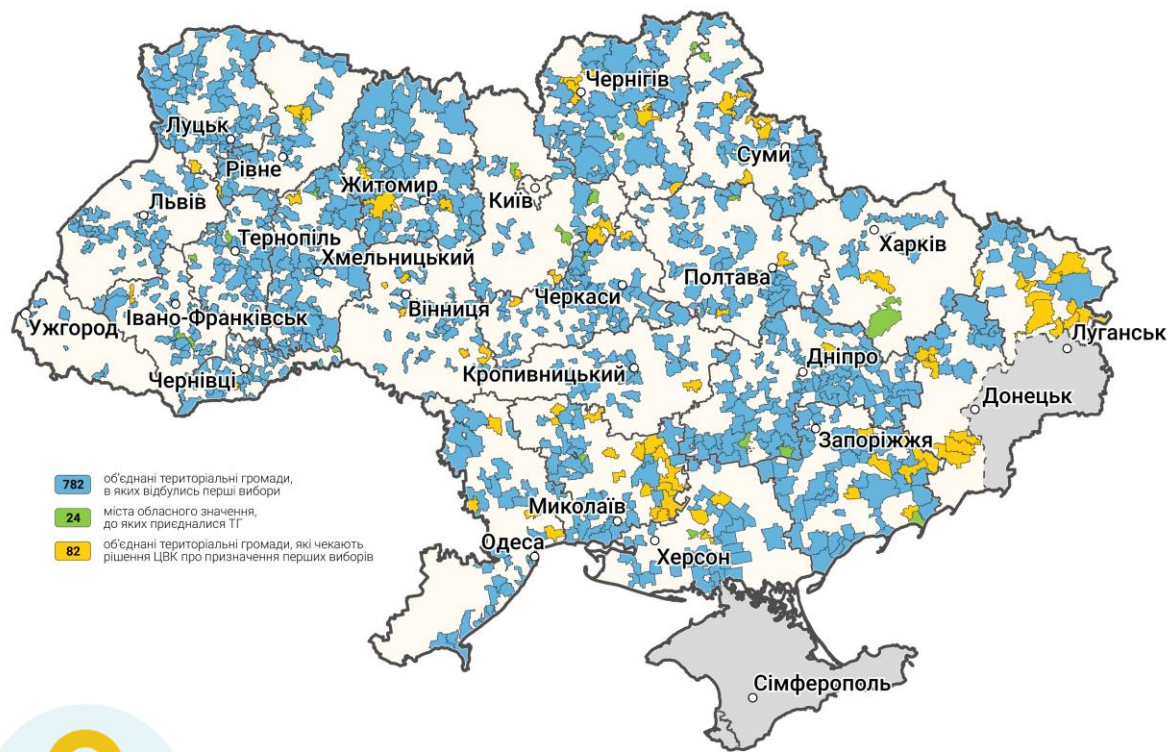 Чернігів
Луцьк
Рівне
Суми
Житомир
Київ
Львів
Харків
Тернопіль
Хмельницький
Полтава
Черкаси
Вінниця
Ужгород
Івано-Франківськ
Луганськ
Дніпро
Чернівці
Кропивницький
Донецьк
Запоріжжя
782 об'єднані територіальні громади,
в яких відбулись перші вибори
24 міста обласного значення,
до яких приєдналися ТГ
82 об'єднані територіальні громади, які чекають
рішення ЦВК про призначення перших виборів
Миколаїв
Одеса
Херсон
Сімферополь